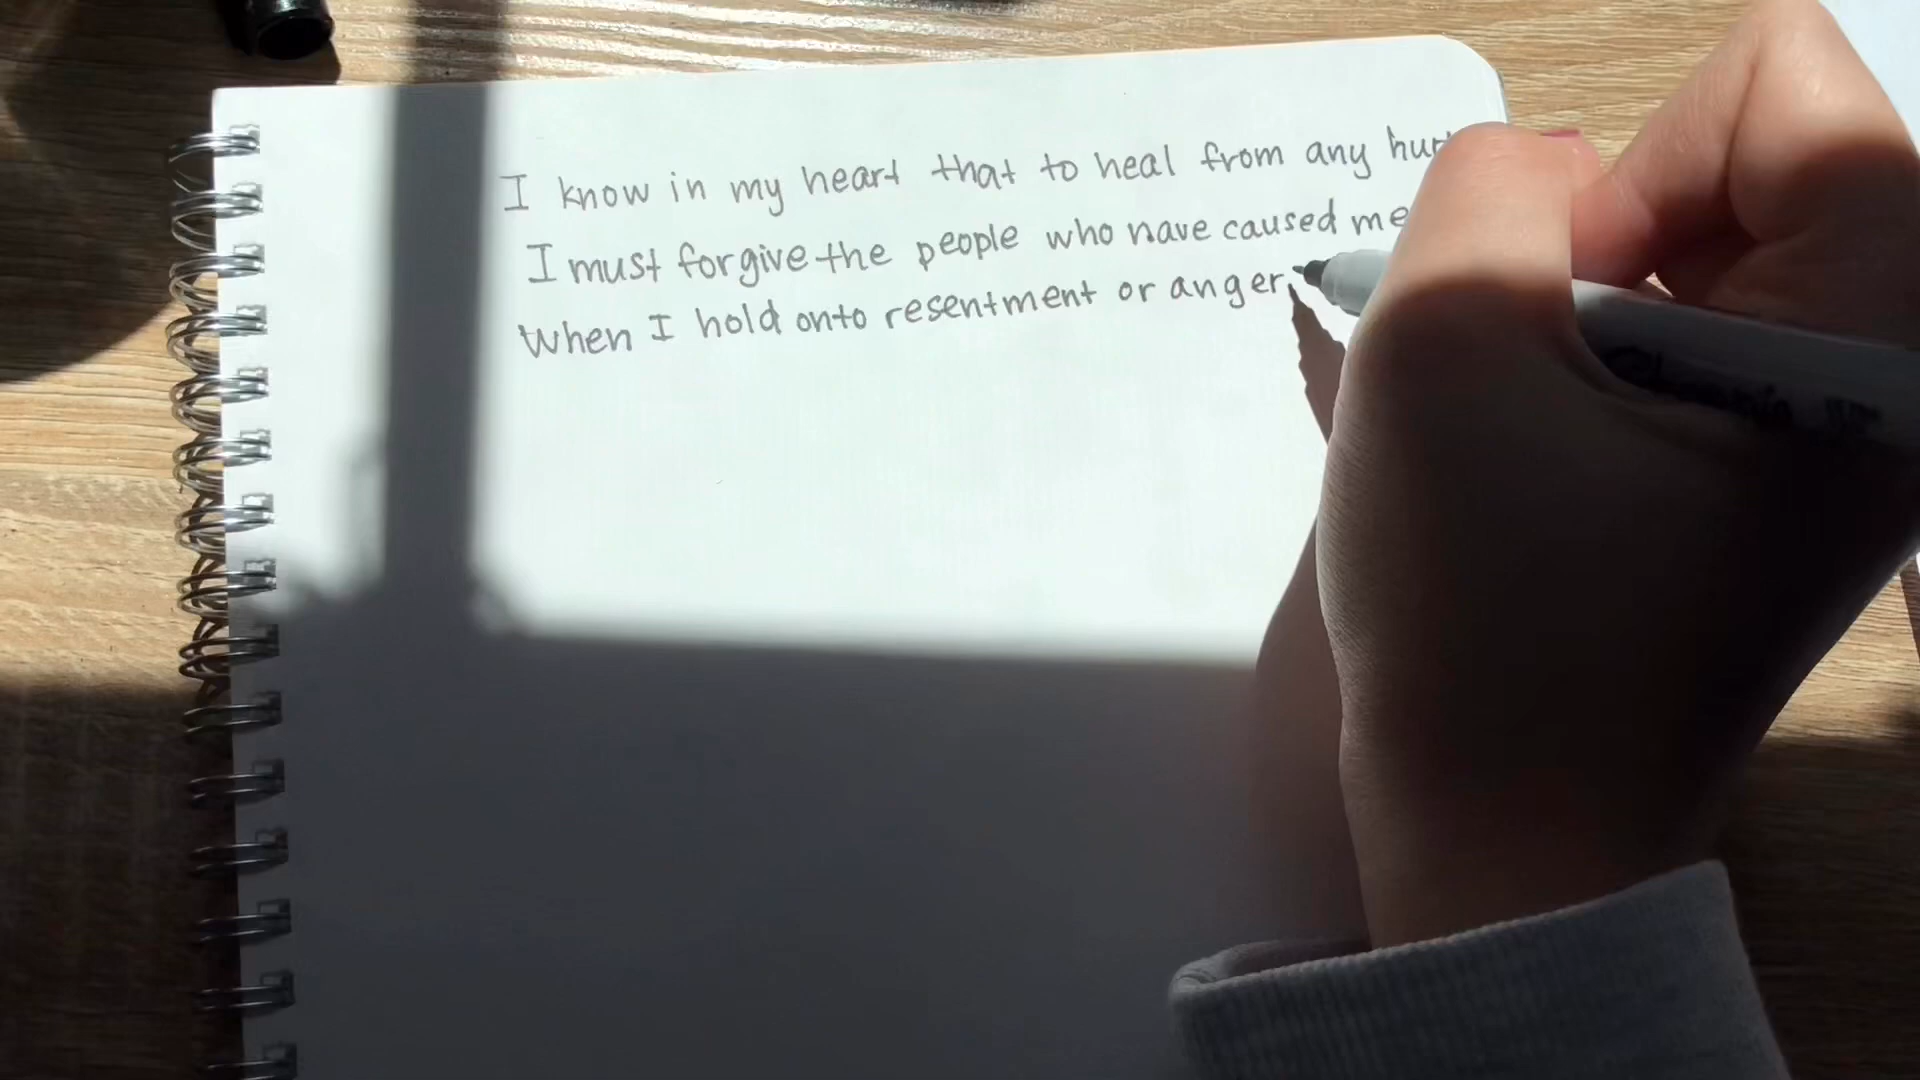 I know in my heart that to heal from any
I must forgive the people who have caused me
When I hold onto resentment or anger